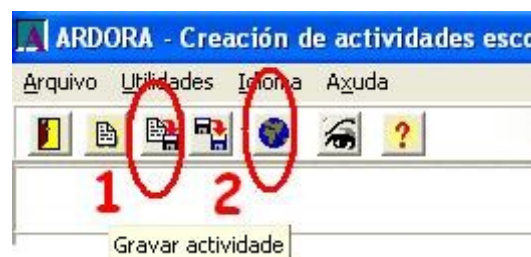 ARDORA - Creación de actividades esco
Arquivo Utilidades Idioma Axuda
?
1 2
Gravar actividade